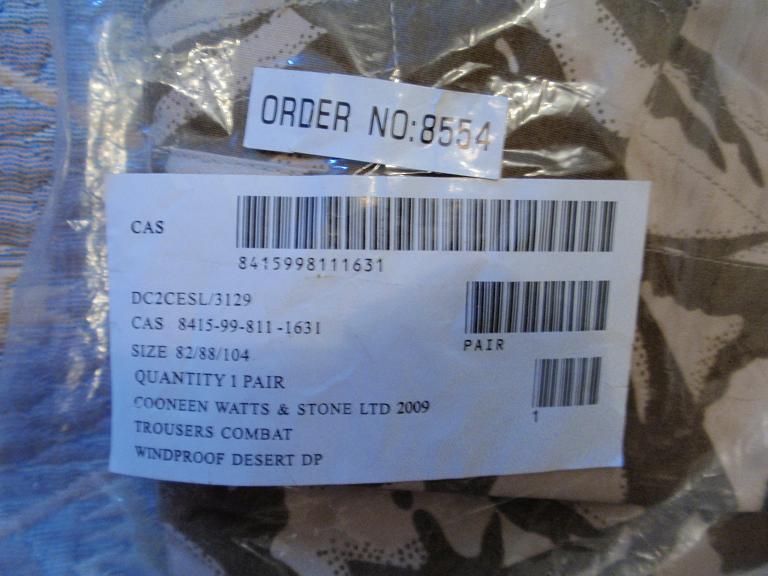 ORDER NO:8554
CAS
8415998111631
DC2CESL/3129
CAS 8415-99-811-1631
PAIR
SIZE 82/88/104
QUANTITY 1 PAIR
1
COONEEN WATTS & STONE LTD 2009
TROUSERS COMBAT
WINDPROOF DESERT DP